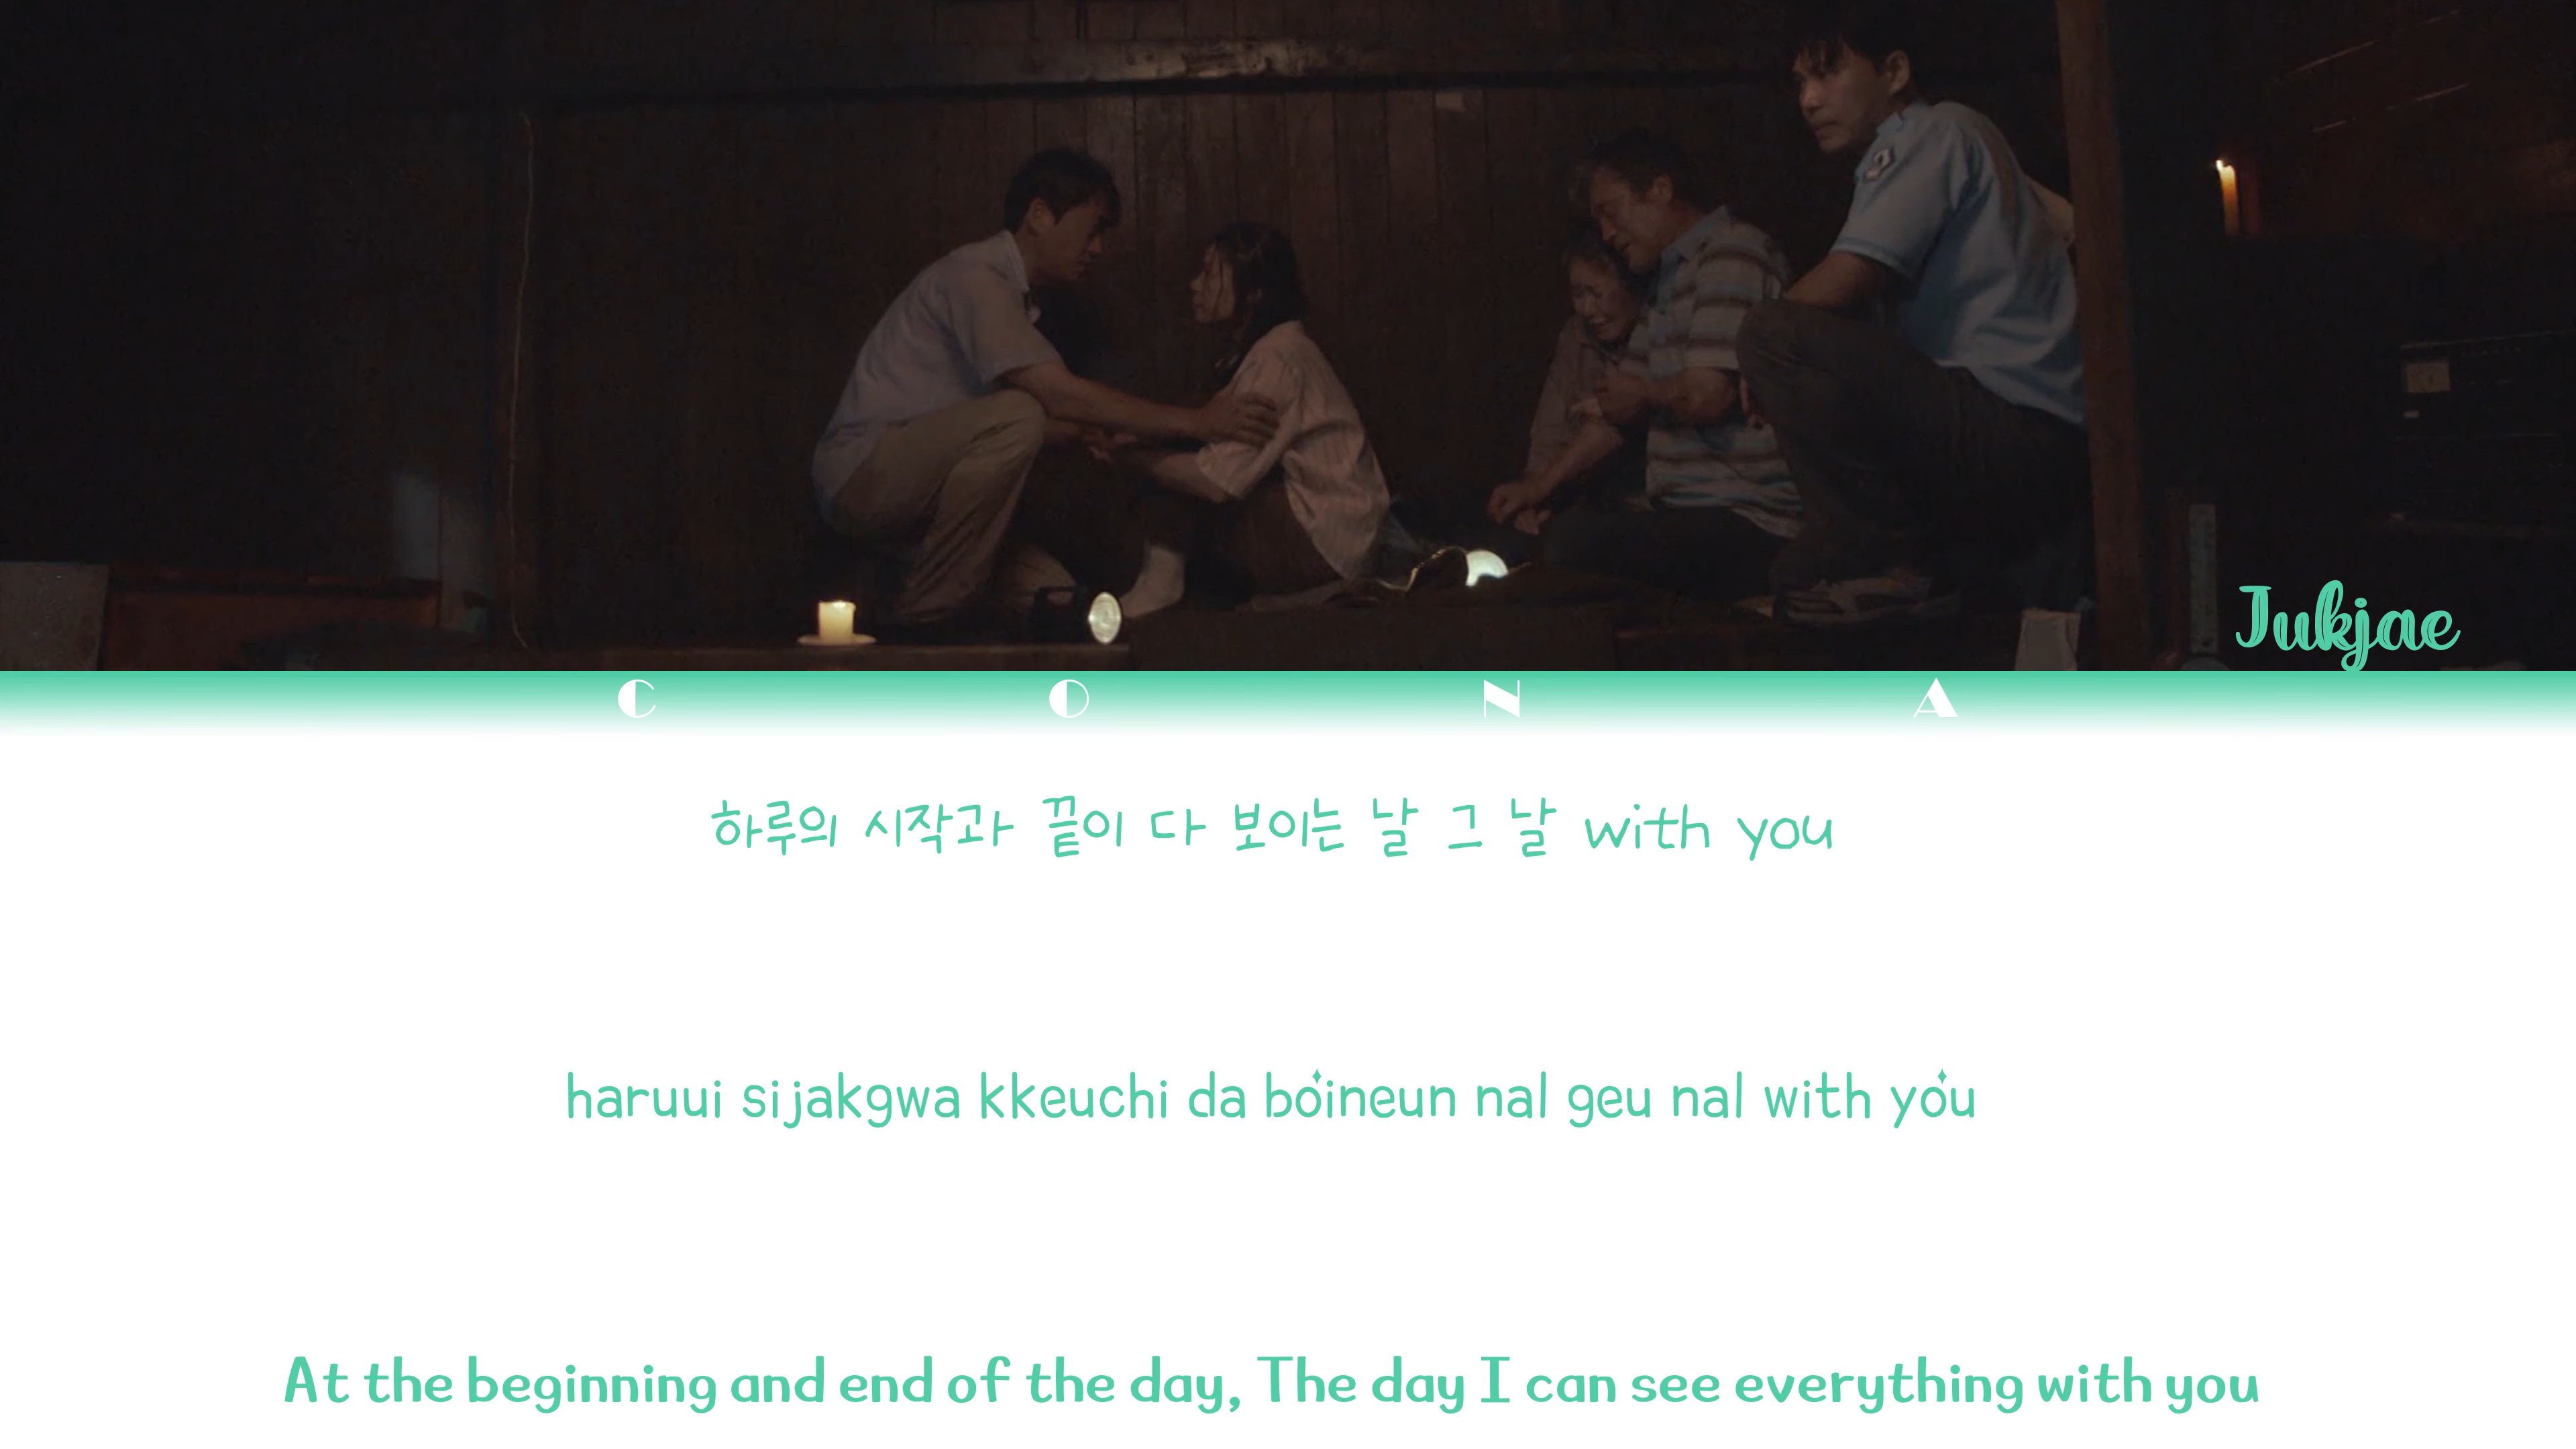 Jukjae
C O N A
하루의 시작과 끝이 다 보이는 날 그 날 with you
haruui sijakgwa kkeuchi da boineun nal geu nal with you
At the beginning and end of the day, The day I can see everything with you